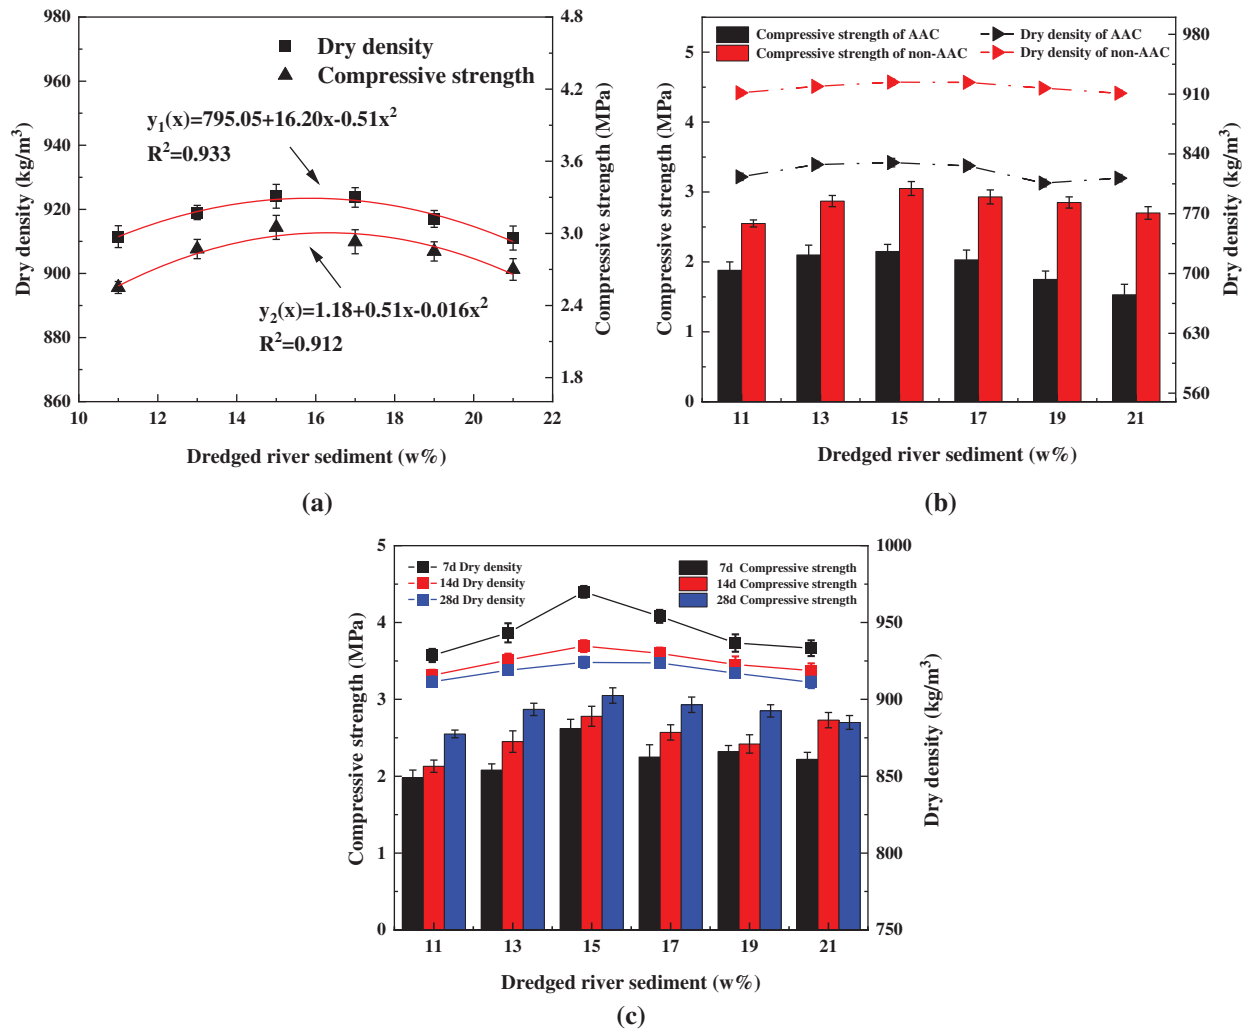 980
960
940
920
900
880
860
4.8
4.2
3.6
3.0
2.4
1.8
10
12
14
16
18
20
22
Dry density (kg/m³)
Compressive strength (MPa)
Dredged river sediment (w%)
Dry density
Compressive strength
y₁(x)=795.05+16.20x-0.51x²
R²=0.933
y₂(x)=1.18+0.51x-0.016x²
R²=0.912
(a)
5
4
3
2
1
0
980
910
840
770
700
630
560
11
13
15
17
19
21
Compressive strength (MPa)
Dry density (kg/m³)
Dredged river sediment (w%)
Compressive strength of AAC
Compressive strength of non-AAC
Dry density of AAC
Dry density of non-AAC
(b)
5
4
3
2
1
0
1000
950
900
850
800
750
11
13
15
17
19
21
Compressive strength (MPa)
Dry density (kg/m³)
Dredged river sediment (w%)
7d Dry density
14d Dry density
28d Dry density
7d Compressive strength
14d Compressive strength
28d Compressive strength
(c)